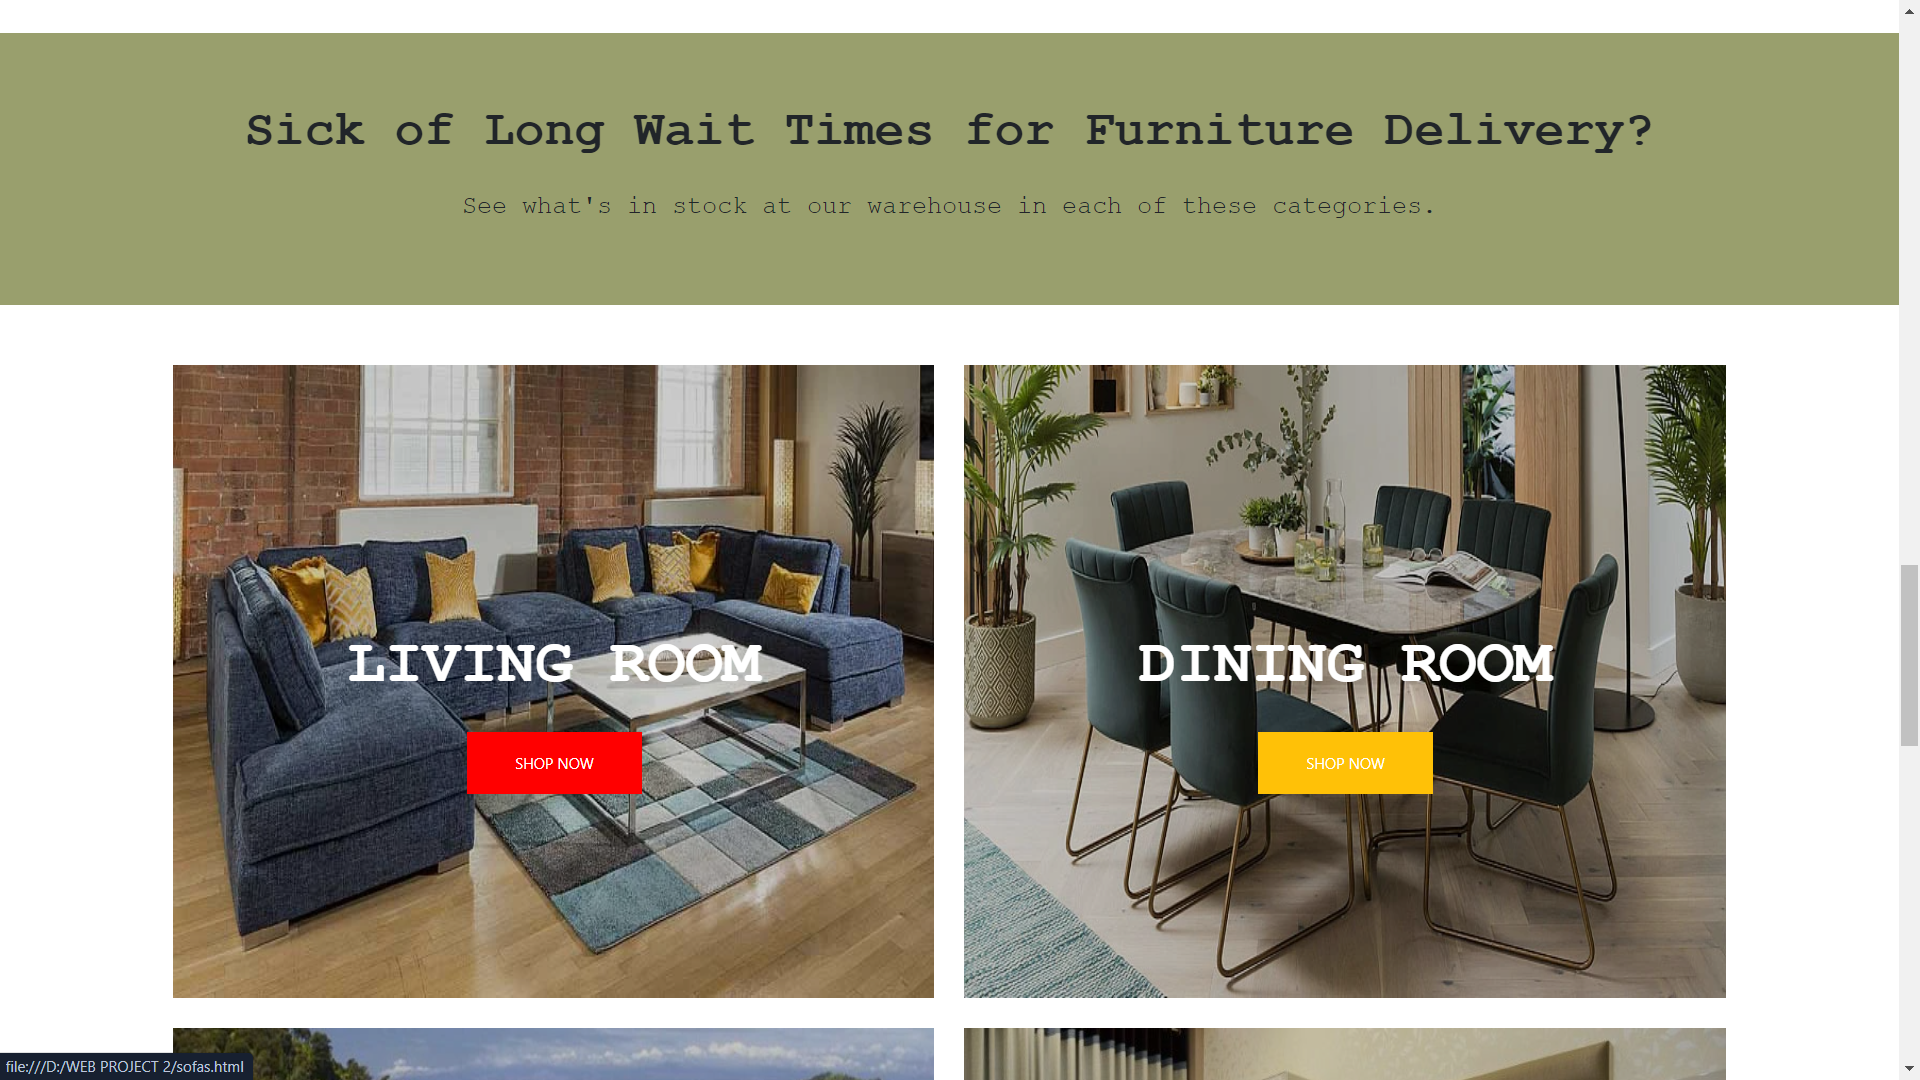 Sick of Long Wait Times for Furniture Delivery?
See what's in stock at our warehouse in each of these categories.
LIVING ROOM
DINING ROOM
SHOP NOW
SHOP NOW
file:///D:/WEB PROJECT 2/sofas.html